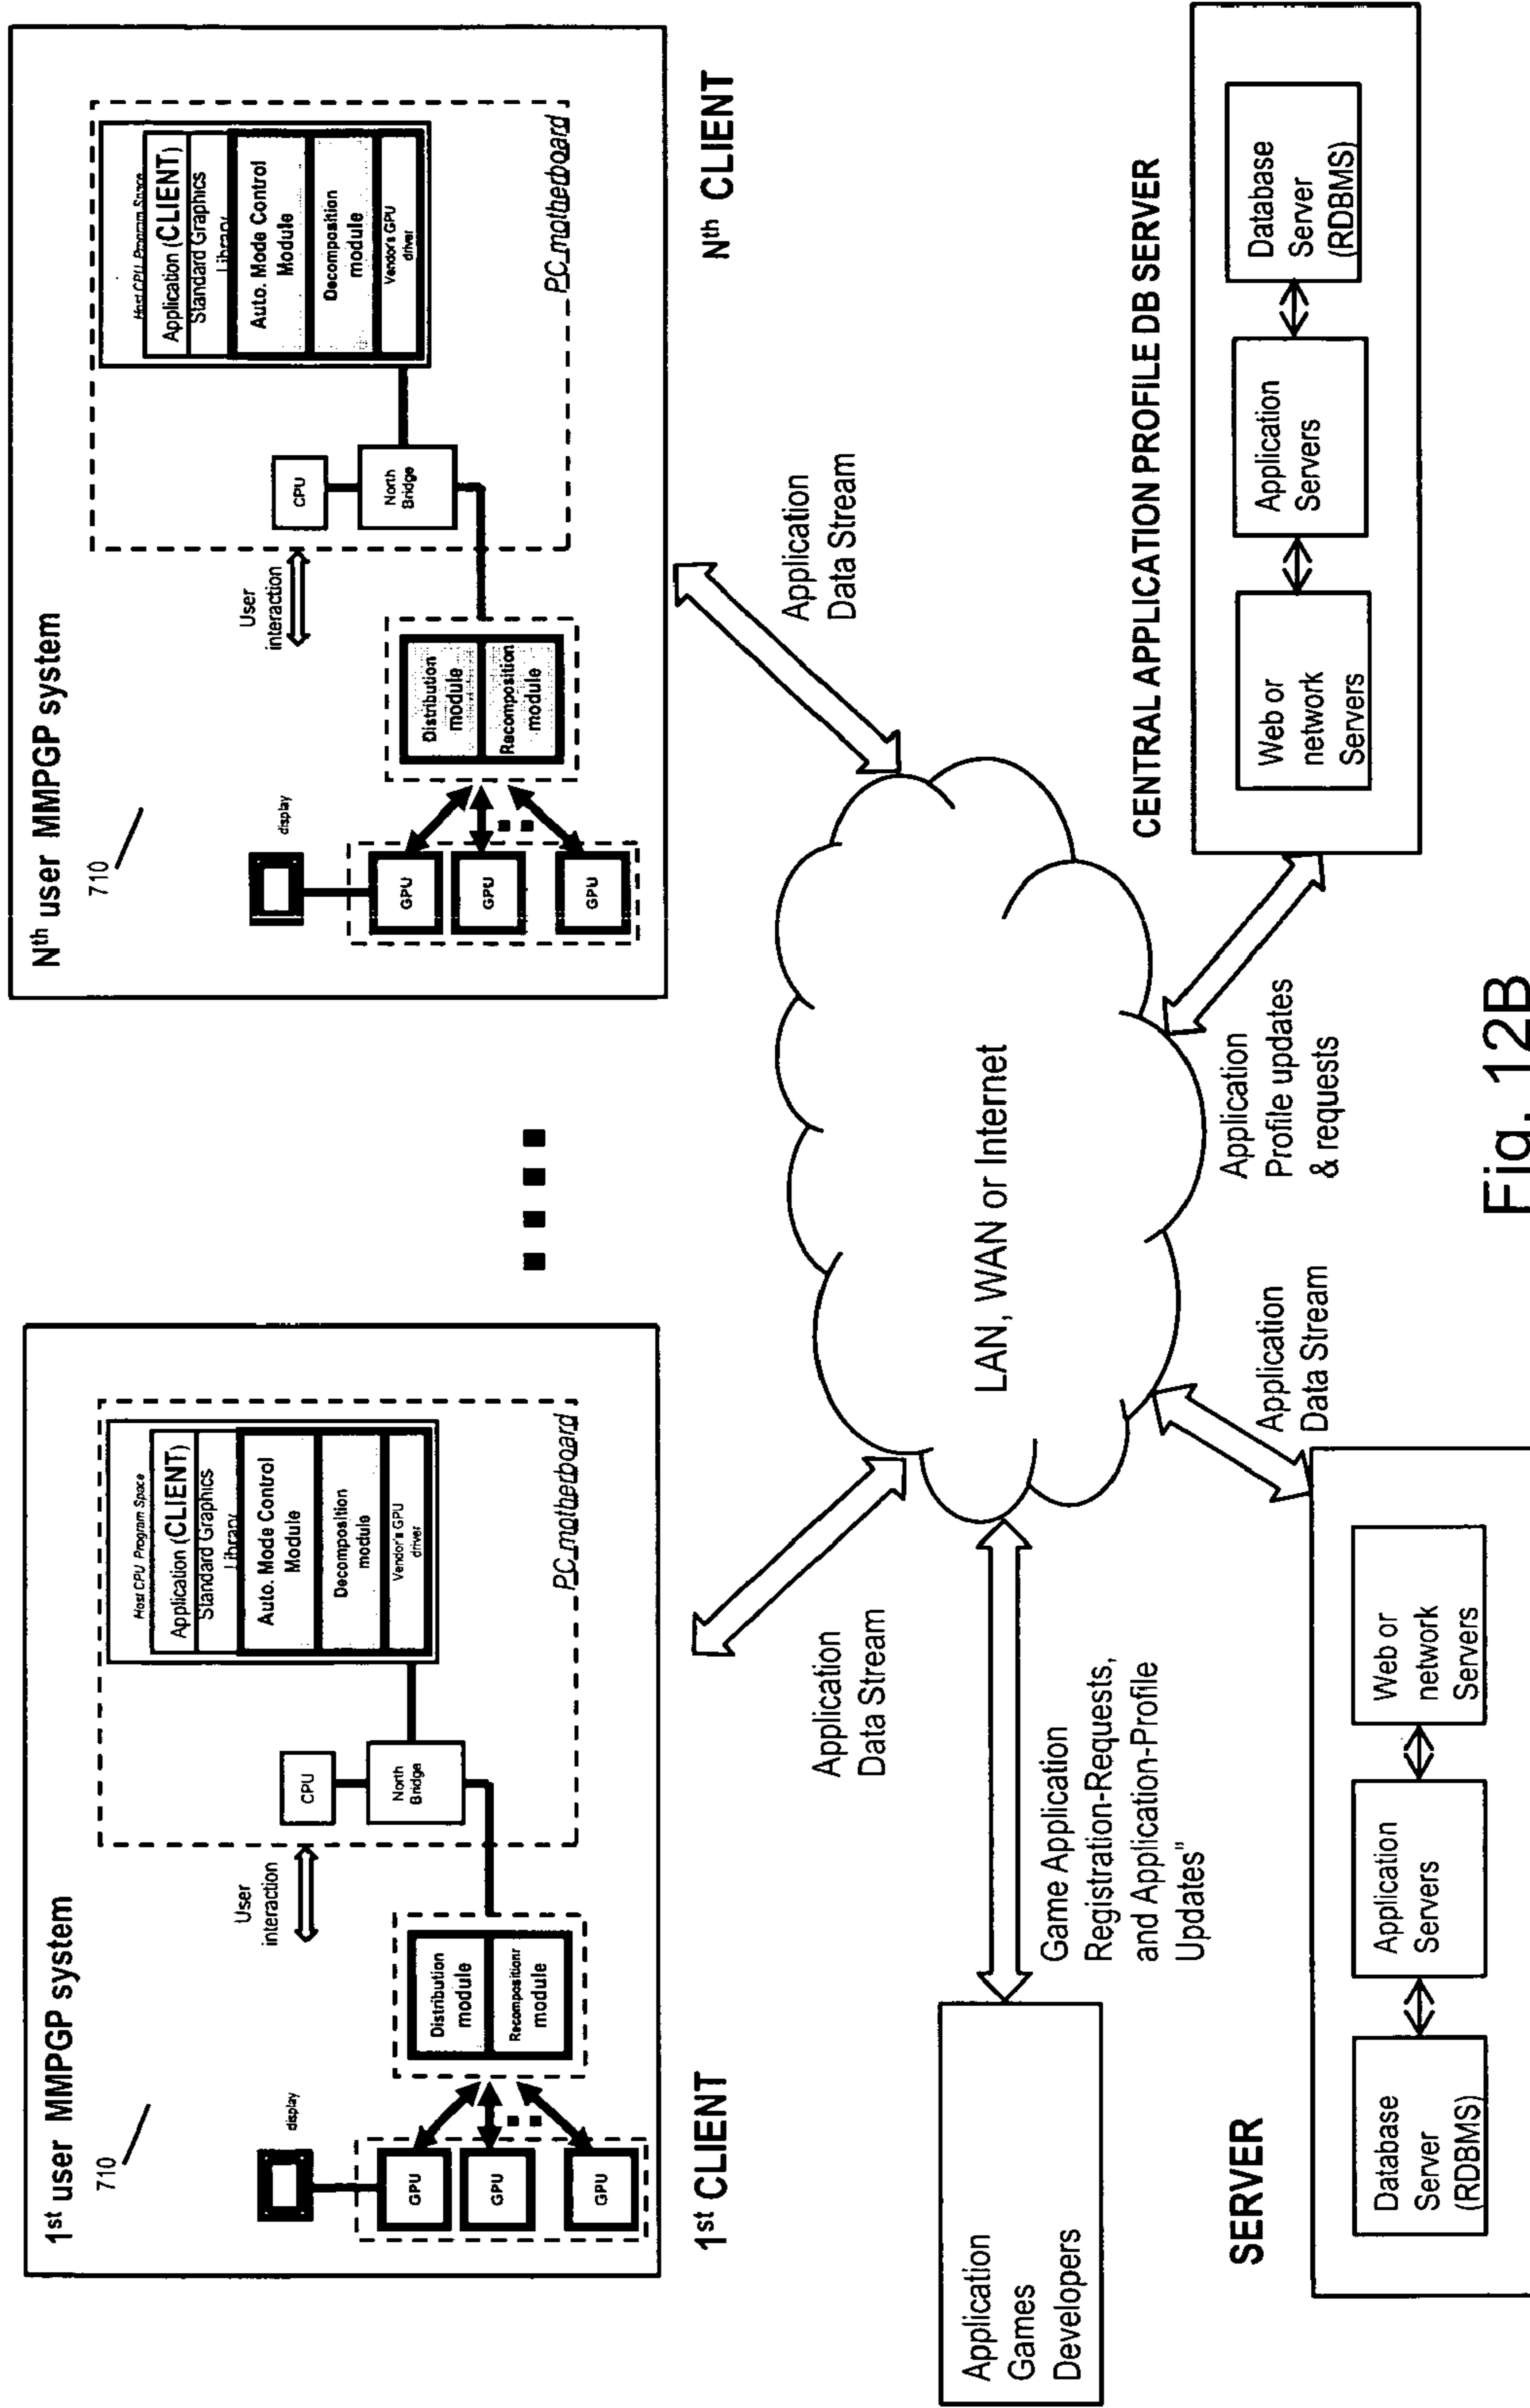 1st user MMPGP system
710
display
GPU
GPU
GPU
Distribution
module
Recompositionr
module
User
interaction
CPU
North
Bridge
Host CPU Program Space
Application (CLIENT)
Standard Graphics
Library
Auto. Mode Control
Module
Decomposition
module
Vendor's GPU
driver
PC motherboard
1st CLIENT
Nth user MMPGP system
710
display
GPU
GPU
GPU
Distribution
module
Recomposition
module
User
interaction
CPU
North
Bridge
Host CPU Program Space
Application (CLIENT)
Standard Graphics
Library
Auto. Mode Control
Module
Decomposition
module
Vendor's GPU
driver
PC motherboard
Nth CLIENT
Application
Data Stream
Application
Data Stream
LAN, WAN or Internet
Application
Games
Developers
Game Application
Registration-Requests,
and Application-Profile
Updates"
Application
Data Stream
Application
Profile updates
& requests
SERVER
Database
Server
(RDBMS)
Application
Servers
Web or
network
Servers
CENTRAL APPLICATION PROFILE DB SERVER
Web or
network
Servers
Application
Servers
Database
Server
(RDBMS)
Fig. 12B